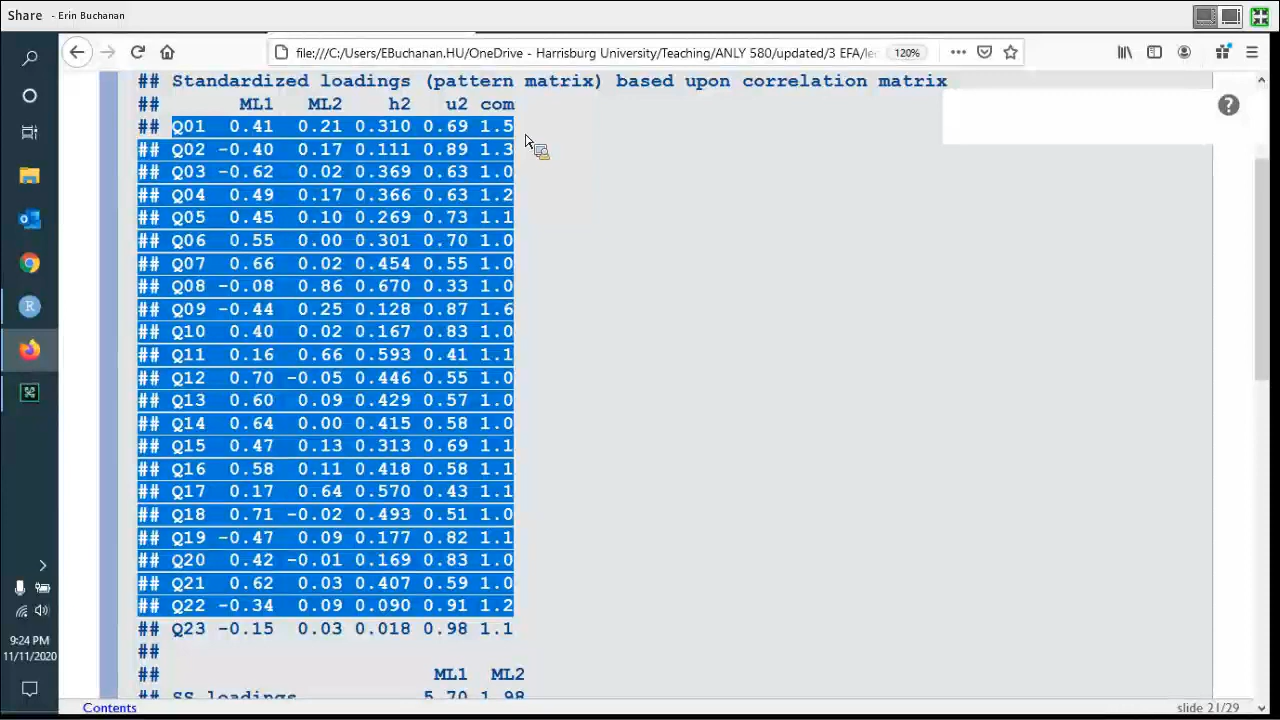 Share - Erin Buchanan
file:///C:/Users/EBuchanan.HU/OneDrive - Harrisburg University/Teaching/ANLY 580/updated/3 EFA/le
120%
## Standardized loadings (pattern matrix) based upon correlation matrix
## ML1 ML2 h2 u2 com
## Q01 0.41 0.21 0.310 0.69 1.5
## Q02 -0.40 0.17 0.111 0.89 1.3
## Q03 -0.62 0.02 0.369 0.63 1.0
## Q04 0.49 0.17 0.366 0.63 1.2
## Q05 0.45 0.10 0.269 0.73 1.1
## Q06 0.55 0.00 0.301 0.70 1.0
## Q07 0.66 0.02 0.454 0.55 1.0
## Q08 -0.08 0.86 0.670 0.33 1.0
## Q09 -0.44 0.25 0.128 0.87 1.6
## Q10 0.40 0.02 0.167 0.83 1.0
## Q11 0.16 0.66 0.593 0.41 1.1
## Q12 0.70 -0.05 0.446 0.55 1.0
## Q13 0.60 0.09 0.429 0.57 1.0
## Q14 0.64 0.00 0.415 0.58 1.0
## Q15 0.47 0.13 0.313 0.69 1.1
## Q16 0.58 0.11 0.418 0.58 1.1
## Q17 0.17 0.64 0.570 0.43 1.1
## Q18 0.71 -0.02 0.493 0.51 1.0
## Q19 -0.47 0.09 0.177 0.82 1.1
## Q20 0.42 -0.01 0.169 0.83 1.0
## Q21 0.62 0.03 0.407 0.59 1.0
## Q22 -0.34 0.09 0.090 0.91 1.2
## Q23 -0.15 0.03 0.018 0.98 1.1
##
## ML1 ML2
## SS loadings 5.70 1.98
Contents
slide 21/29
9:24 PM
11/11/2020